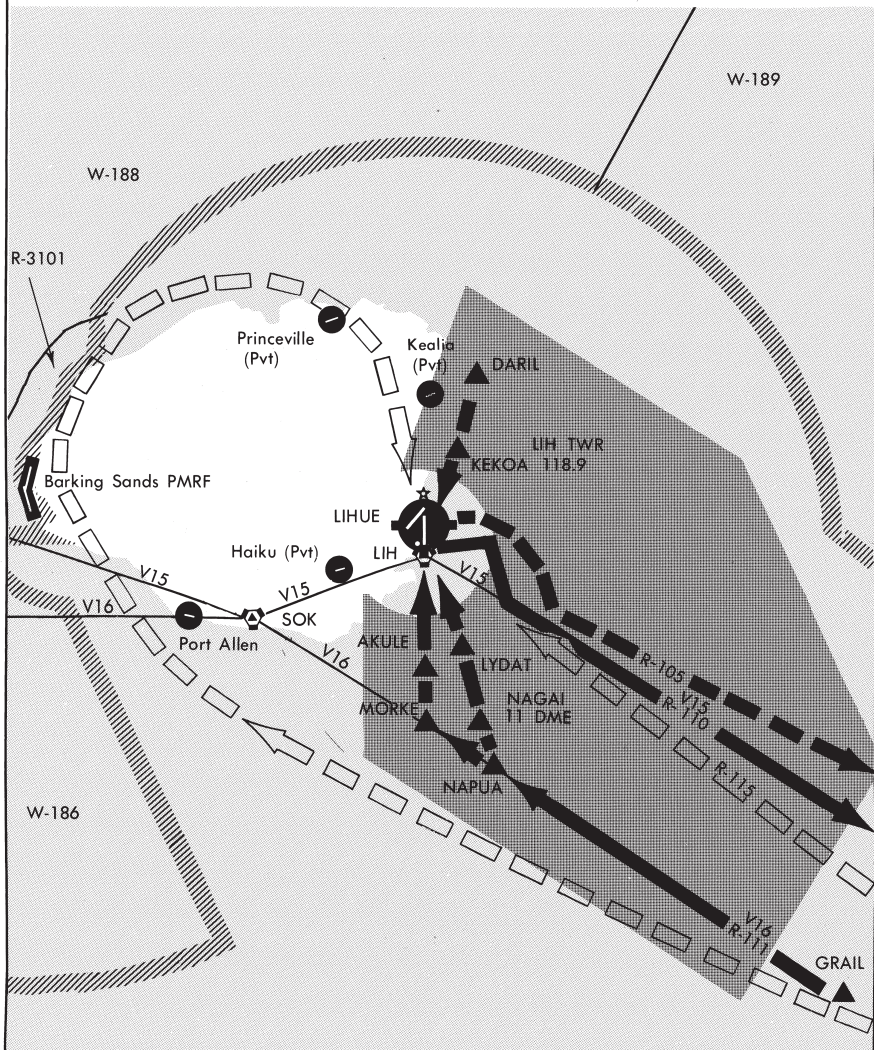 W-189
W-188
R-3101
Princeville
(Pvt)
Kealia
(Pvt)
DARIL
LIH TWR
118.9
KEKOA
Barking Sands PMRF
LIHUE
Haiku (Pvt)
LIH
V15
V15
V15
V16
SOK
Port Allen
V16
AKULE
LYDAT
R-105
V15
R-110
NAGAI
11 DME
MORKE
R-115
NAPUA
W-186
V16
R-111
GRAIL